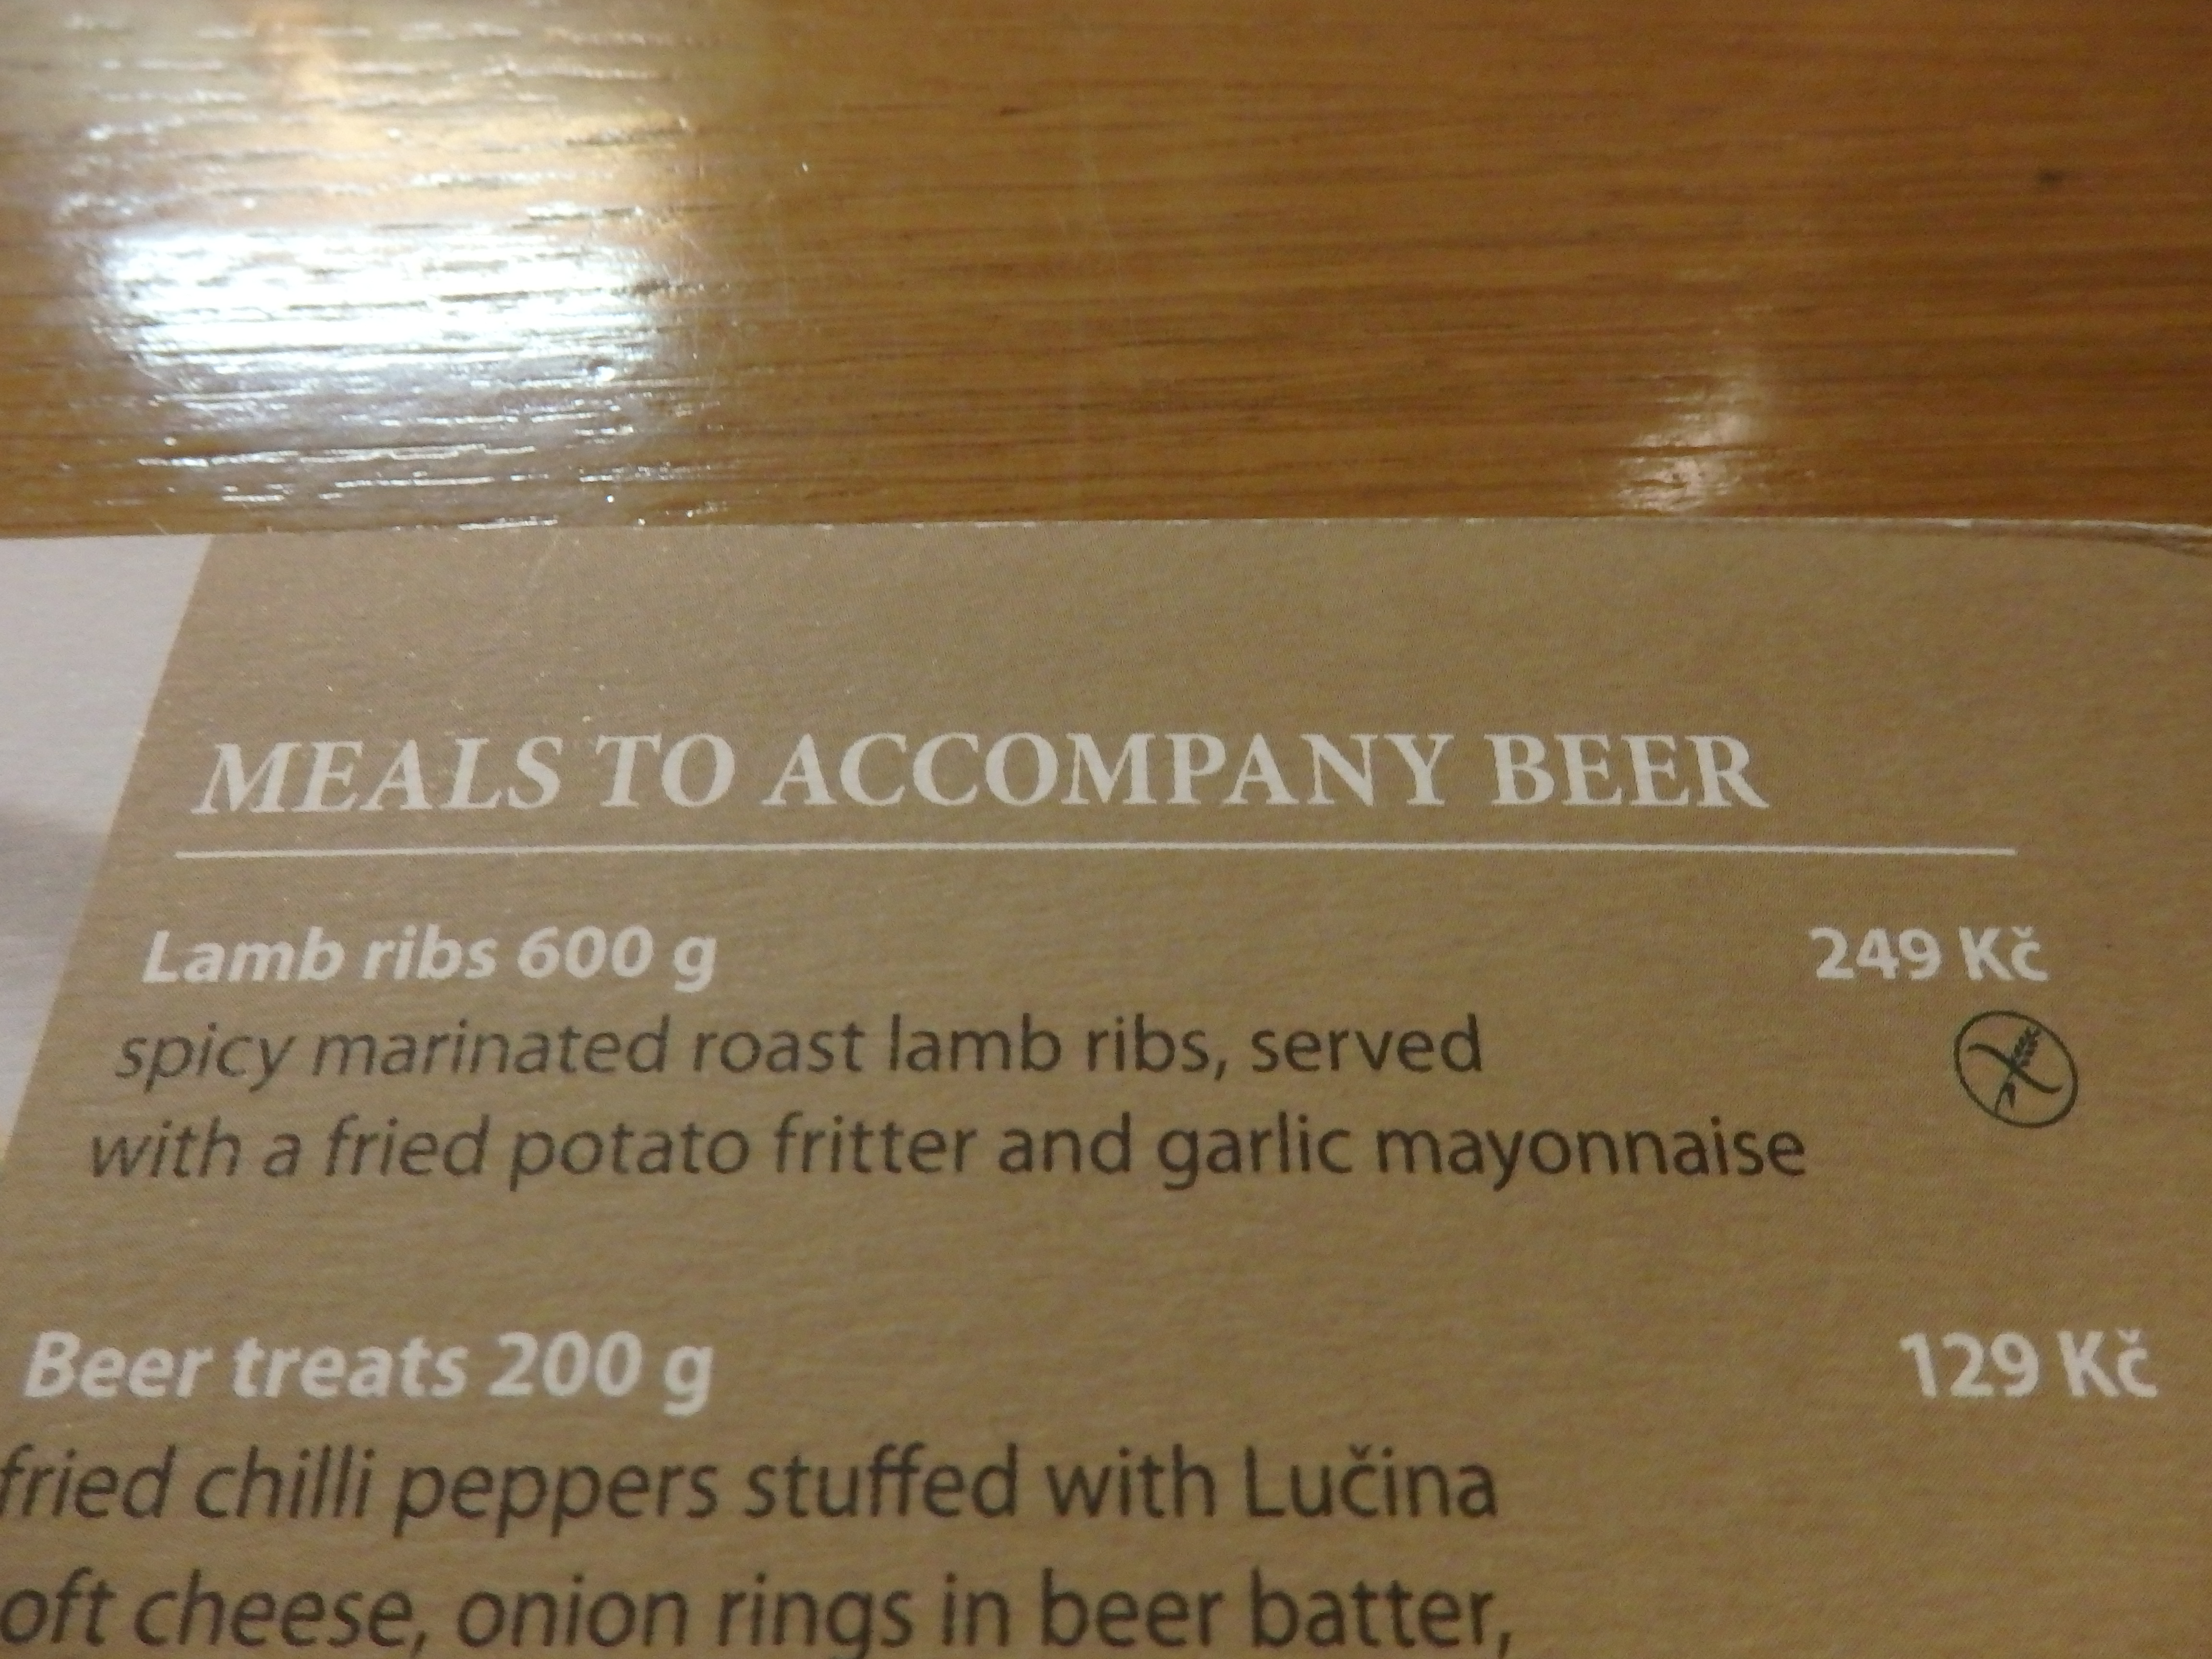 MEALS TO ACCOMPANY BEER
Lamb ribs 600 g 249 Kč
spicy marinated roast lamb ribs, served
with a fried potato fritter and garlic mayonnaise
Beer treats 200 g 129 Kč
fried chilli peppers stuffed with Lučina
oft cheese, onion rings in beer batter,